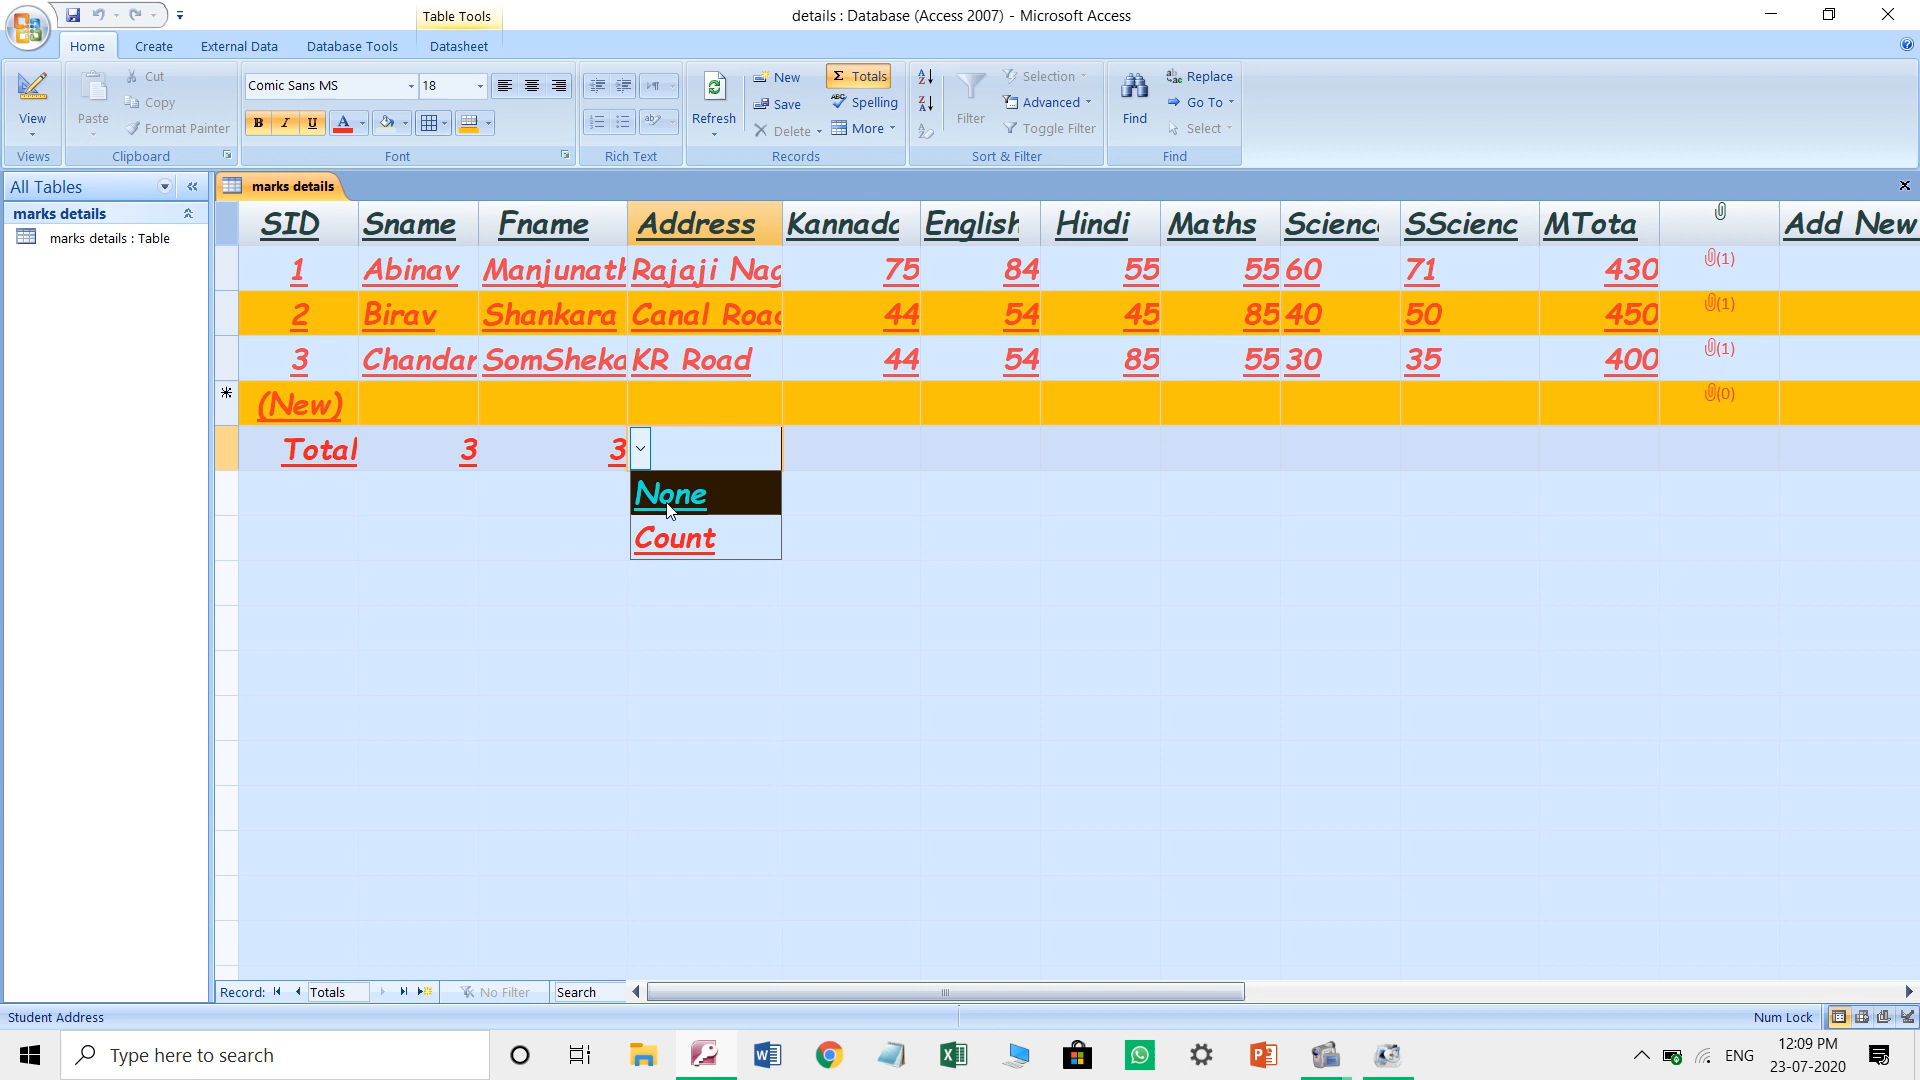 Table Tools
details : Database (Access 2007) - Microsoft Access
Home Create External Data Database Tools Datasheet
View
Views
Paste
Cut
Copy
Format Painter
Clipboard
Comic Sans MS 18
B I U A
Font
Rich Text
Refresh
New
Save
Delete
Σ Totals
Spelling
More
Records
Filter
Selection
Advanced
Toggle Filter
Sort & Filter
Find
Replace
Go To
Select
Find
All Tables
marks details
marks details : Table
marks details
SID Sname Fname Address Kannada English Hindi Maths Scienc SScienc MTota Add New
1 Abinav Manjunath Rajaji Nag 75 84 55 55 60 71 430 (1)
2 Birav Shankara Canal Road 44 54 45 85 40 50 450 (1)
3 Chandan SomSheka KR Road 44 54 85 55 30 35 400 (1)
* (New) (0)
Total 3 3
None
Count
Record: Totals No Filter Search
Student Address Num Lock
Type here to search
ENG
12:09 PM
23-07-2020